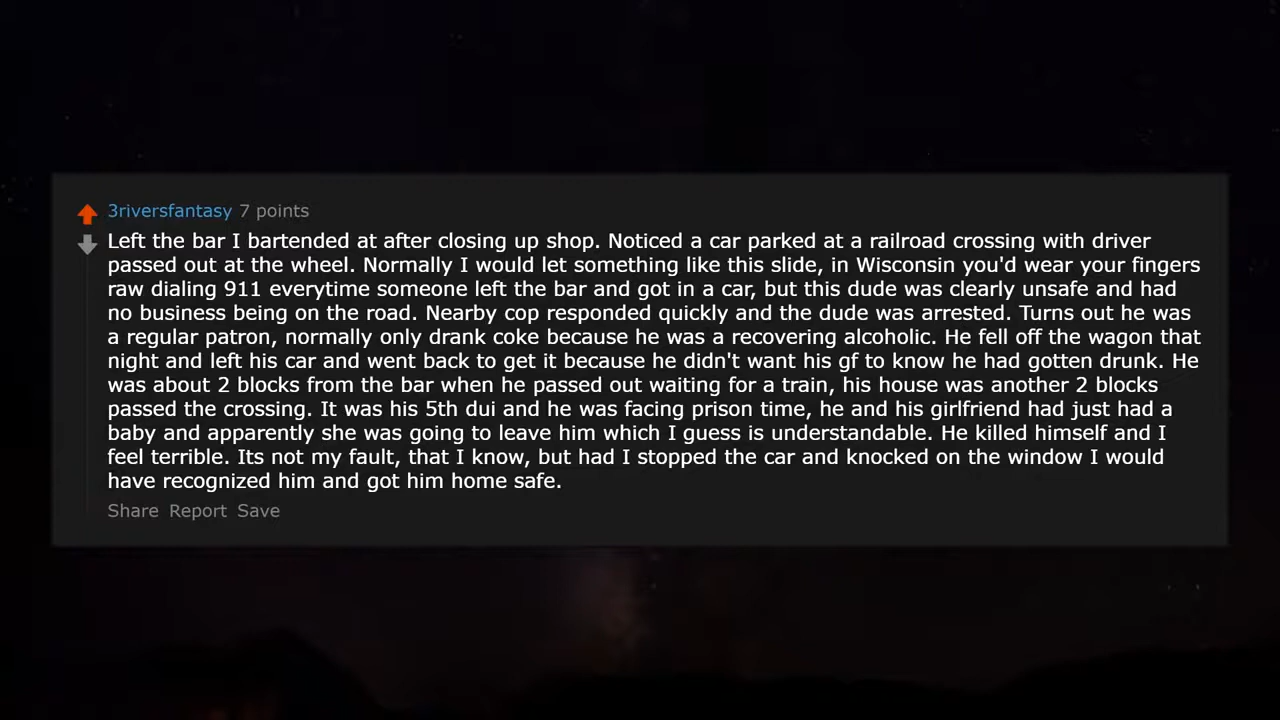 3riversfantasy 7 points
Left the bar I bartended at after closing up shop. Noticed a car parked at a railroad crossing with driver
passed out at the wheel. Normally I would let something like this slide, in Wisconsin you'd wear your fingers
raw dialing 911 everytime someone left the bar and got in a car, but this dude was clearly unsafe and had
no business being on the road. Nearby cop responded quickly and the dude was arrested. Turns out he was
a regular patron, normally only drank coke because he was a recovering alcoholic. He fell off the wagon that
night and left his car and went back to get it because he didn't want his gf to know he had gotten drunk. He
was about 2 blocks from the bar when he passed out waiting for a train, his house was another 2 blocks
passed the crossing. It was his 5th dui and he was facing prison time, he and his girlfriend had just had a
baby and apparently she was going to leave him which I guess is understandable. He killed himself and I
feel terrible. Its not my fault, that I know, but had I stopped the car and knocked on the window I would
have recognized him and got him home safe.
Share Report Save